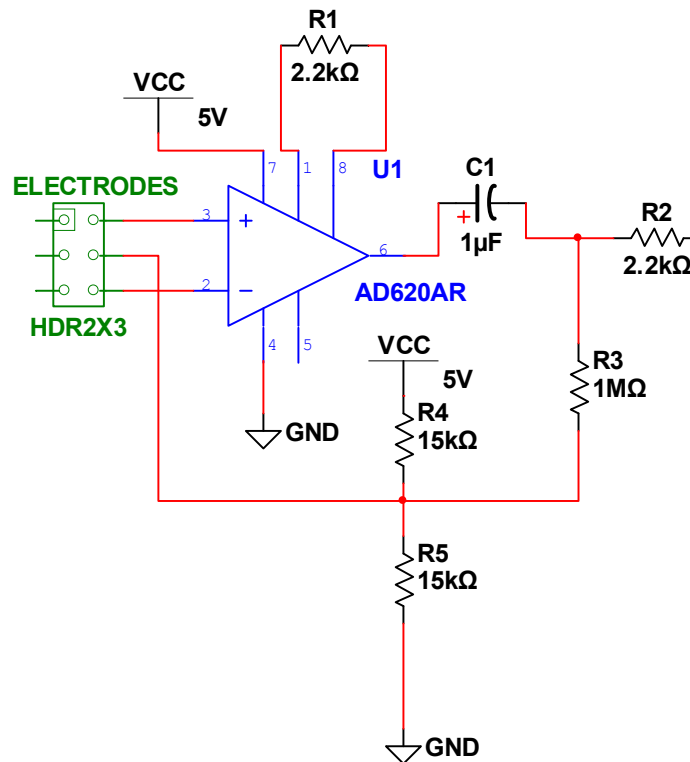 R1
2.2kΩ
VCC
5V
7
1
8
U1
ELECTRODES
3
+
2
−
6
4
5
HDR2X3
AD620AR
C1
+
1µF
R2
2.2kΩ
VCC
5V
R3
1MΩ
R4
15kΩ
GND
R5
15kΩ
GND